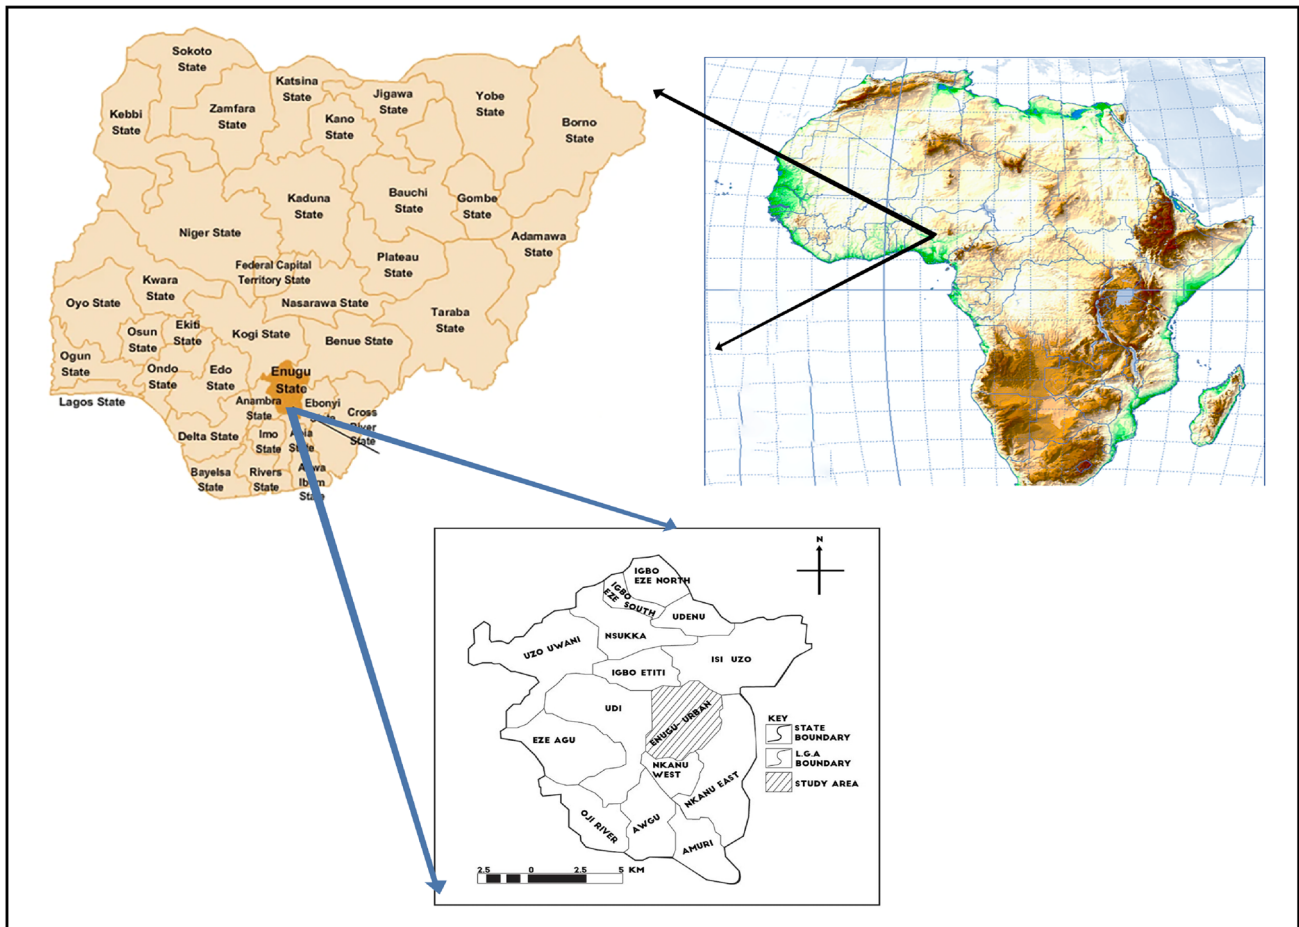 Sokoto
State
Kebbi
State
Zamfara
State
Katsina
State
Kano
State
Jigawa
State
Yobe
State
Borno
State
Niger State
Kaduna
State
Bauchi
State
Gombe
State
Adamawa
State
Plateau
State
Federal Capital
Territory State
Nasarawa State
Taraba
State
Kwara
State
Oyo State
Osun
State
Ekiti
State
Kogi State
Benue State
Ogun
State
Ondo
State
Edo
State
Enugu
State
Lagos State
Anambra
State
Ebonyi
Cross
River
State
Delta State
Imo
State
Bayelsa
State
Rivers
State
State
N
IGBO
EZE NORTH
IGBO
EZE SOUTH
UDENU
NSUKKA
UZO UWANI
ISI UZO
IGBO ETITI
UDI
ENUGU- URBAN
EZE AGU
NKANU
WEST
NKANU EAST
OJI RIVER
AWGU
AMURI
KEY
STATE
BOUNDARY
L.G.A
BOUNDARY
STUDY AREA
2.5 0 2.5 5 KM